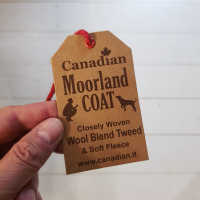 Canadian
Moorland
COAT
Closely Woven
Wool Blend Tweed
& Soft Fleece
www.canadian.it